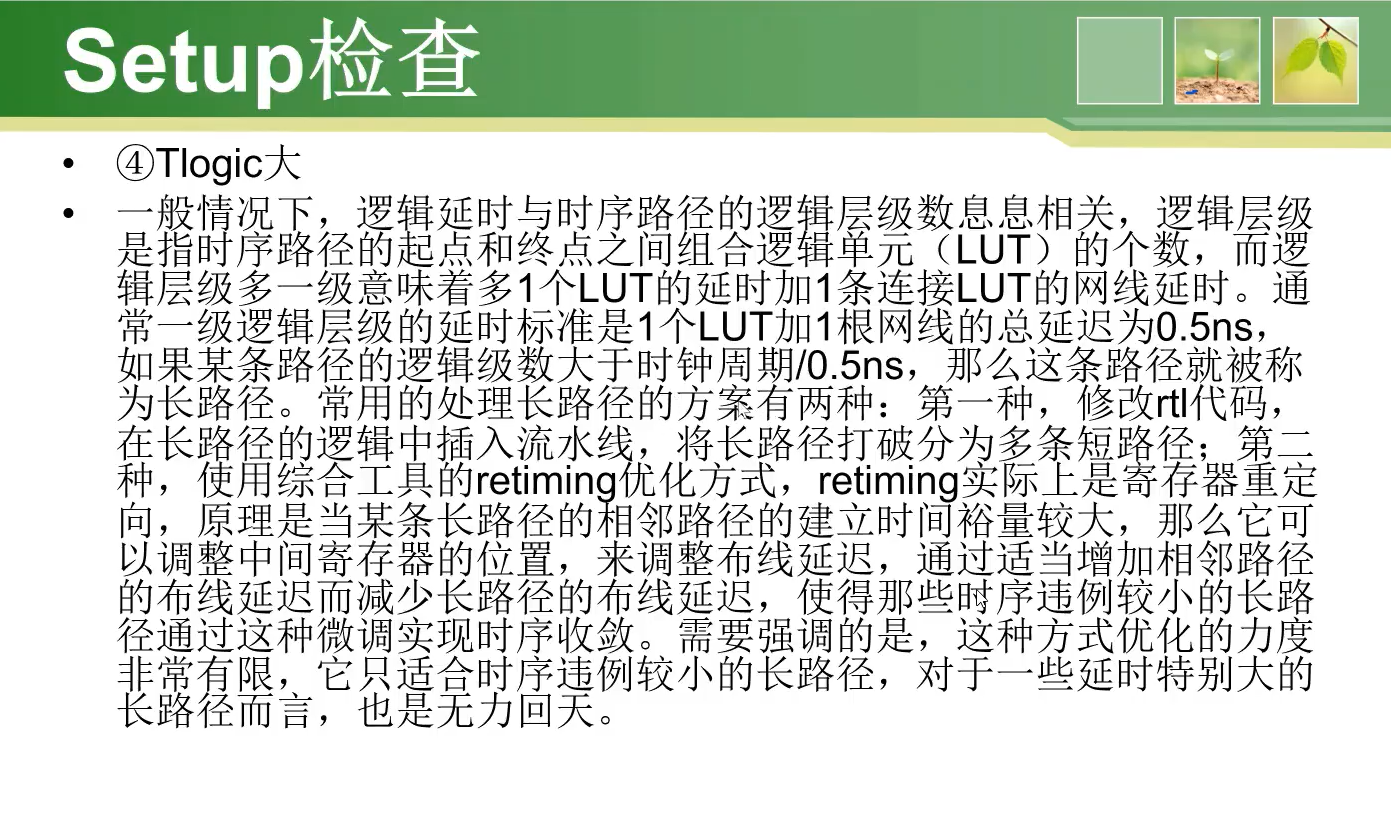 Setup检查
• ④Tlogic大
• 一般情况下，逻辑延时与时序路径的逻辑层级数息息相关，逻辑层级
是指时序路径的起点和终点之间组合逻辑单元（LUT）的个数，而逻
辑层级多一级意味着多1个LUT的延时加1条连接LUT的网线延时。通
常一级逻辑层级的延时标准是1个LUT加1根网线的总延迟为0.5ns，
如果某条路径的逻辑级数大于时钟周期/0.5ns，那么这条路径就被称
为长路径。常用的处理长路径的方案有两种：第一种，修改rtl代码，
在长路径的逻辑中插入流水线，将长路径打破分为多条短路径；第二
种，使用综合工具的retiming优化方式，retiming实际上是寄存器重定
向，原理是当某条长路径的相邻路径的建立时间裕量较大，那么它可
以调整中间寄存器的位置，来调整布线延迟，通过适当增加相邻路径
的布线延迟而减少长路径的布线延迟，使得那些时序违例较小的长路
径通过这种微调实现时序收敛。需要强调的是，这种方式优化的力度
非常有限，它只适合时序违例较小的长路径，对于一些延时特别大的
长路径而言，也是无力回天。